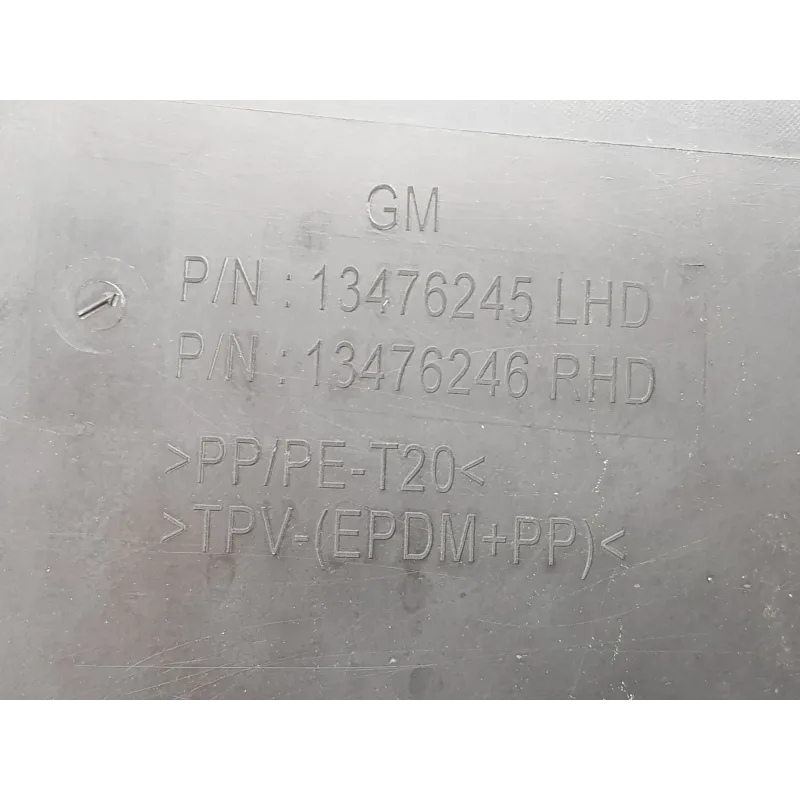 GM
P/N : 13476245 LHD
P/N : 13476246 RHD
>PP/PE-T20<
>TPV-(EPDM+PP)<